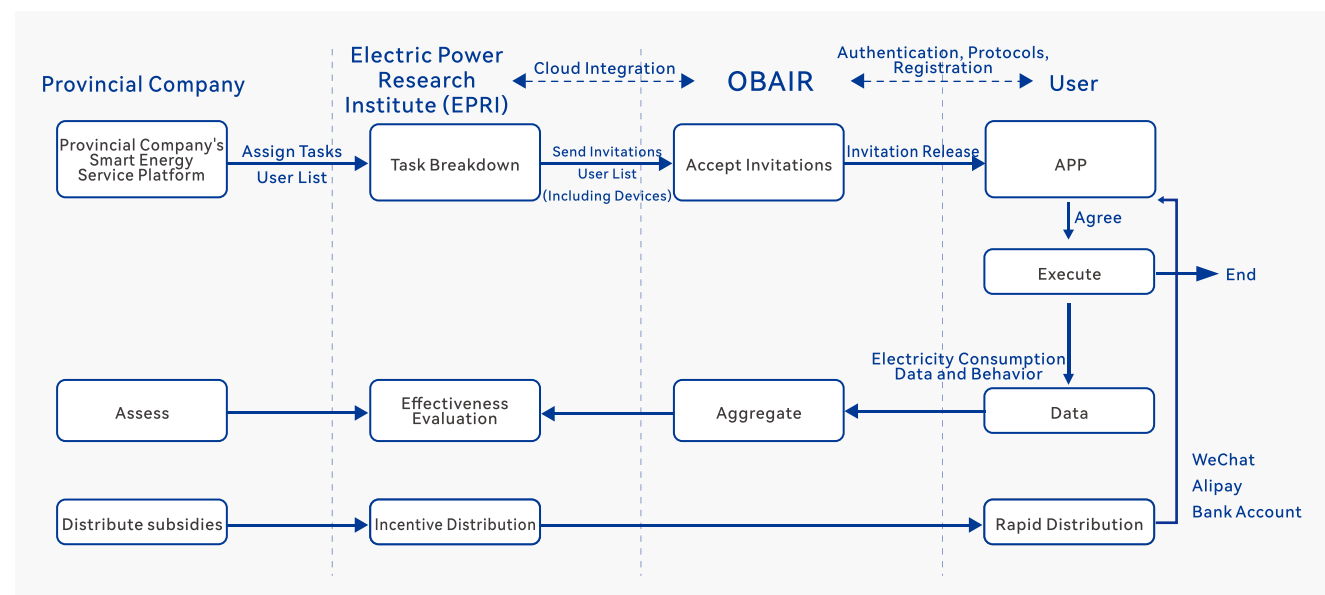 Provincial Company
Electric Power
Research
Institute (EPRI)
Cloud Integration
OBAIR
Authentication, Protocols,
Registration
User
Provincial Company's
Smart Energy
Service Platform
Assign Tasks
User List
Task Breakdown
Send Invitations
User List
(Including Devices)
Accept Invitations
Invitation Release
APP
Agree
Execute
End
Electricity Consumption
Data and Behavior
Assess
Effectiveness
Evaluation
Aggregate
Data
WeChat
Alipay
Bank Account
Distribute subsidies
Incentive Distribution
Rapid Distribution